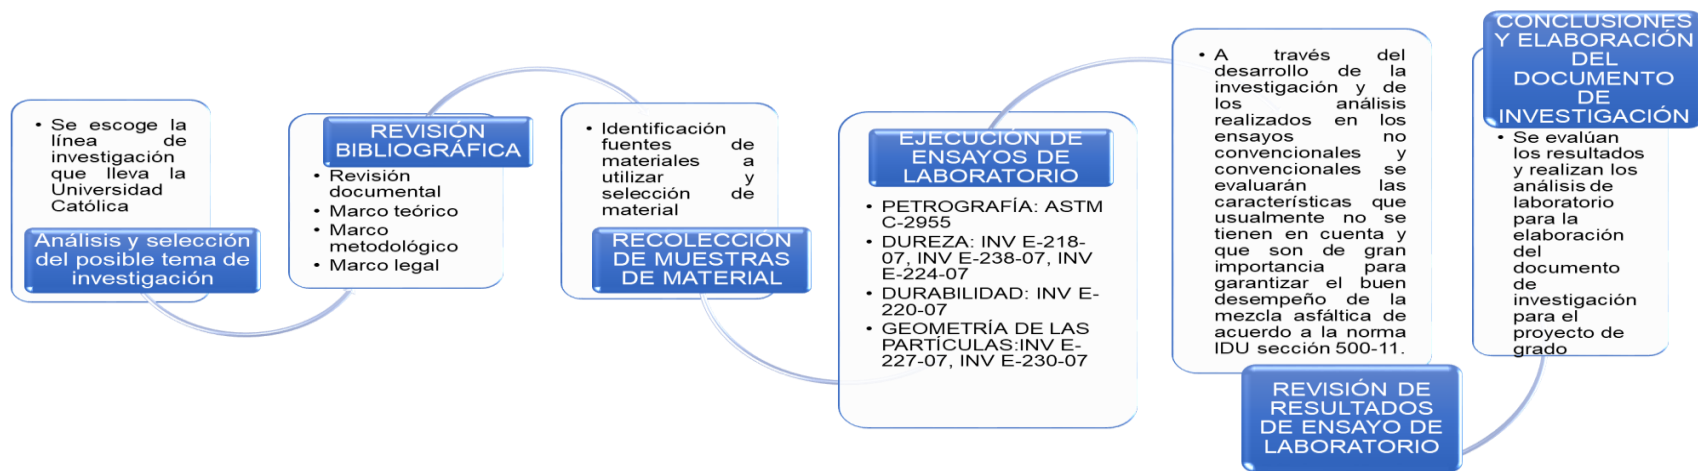 • Se escoge la
línea de
investigación
que lleva la
Universidad
Católica
Análisis y selección
del posible tema de
investigación
REVISIÓN
BIBLIOGRÁFICA
• Revisión
documental
• Marco teórico
• Marco
metodológico
• Marco legal
• Identificación
fuentes de
materiales a
utilizar y
selección de
material
RECOLECCIÓN
DE MUESTRAS
DE MATERIAL
EJECUCIÓN DE
ENSAYOS DE
LABORATORIO
• PETROGRAFÍA: ASTM
C-2955
• DUREZA: INV E-218-
07, INV E-238-07, INV
E-224-07
• DURABILIDAD: INV E-
220-07
• GEOMETRÍA DE LAS
PARTÍCULAS:INV E-
227-07, INV E-230-07
• A través del
desarrollo de la
investigación y de
los análisis
realizados en los
ensayos no
convencionales y
convencionales se
evaluarán las
características que
usualmente no se
tienen en cuenta y
que son de gran
importancia para
garantizar el buen
desempeño de la
mezcla asfáltica de
acuerdo a la norma
IDU sección 500-11.
REVISIÓN DE
RESULTADOS
DE ENSAYO DE
LABORATORIO
CONCLUSIONES
Y ELABORACIÓN
DEL
DOCUMENTO
DE
INVESTIGACIÓN
• Se evalúan
los resultados
y realizan los
análisis de
laboratorio
para la
elaboración
del
documento
de
investigación
para el
proyecto de
grado